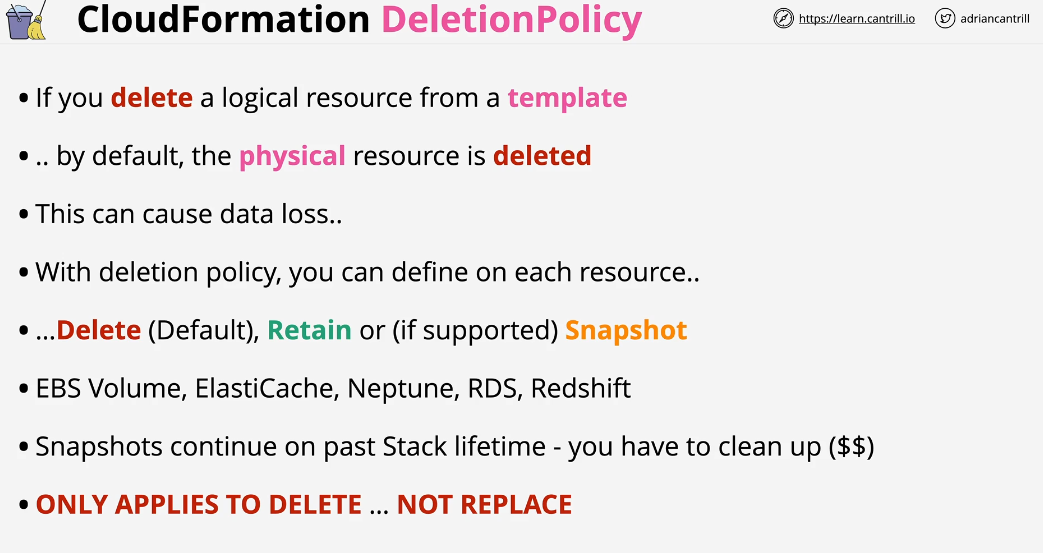 CloudFormation DeletionPolicy
https://learn.cantrill.io
adriancantrill
• If you delete a logical resource from a template
• .. by default, the physical resource is deleted
• This can cause data loss..
• With deletion policy, you can define on each resource..
• ...Delete (Default), Retain or (if supported) Snapshot
• EBS Volume, ElastiCache, Neptune, RDS, Redshift
• Snapshots continue on past Stack lifetime - you have to clean up ($$)
• ONLY APPLIES TO DELETE ... NOT REPLACE